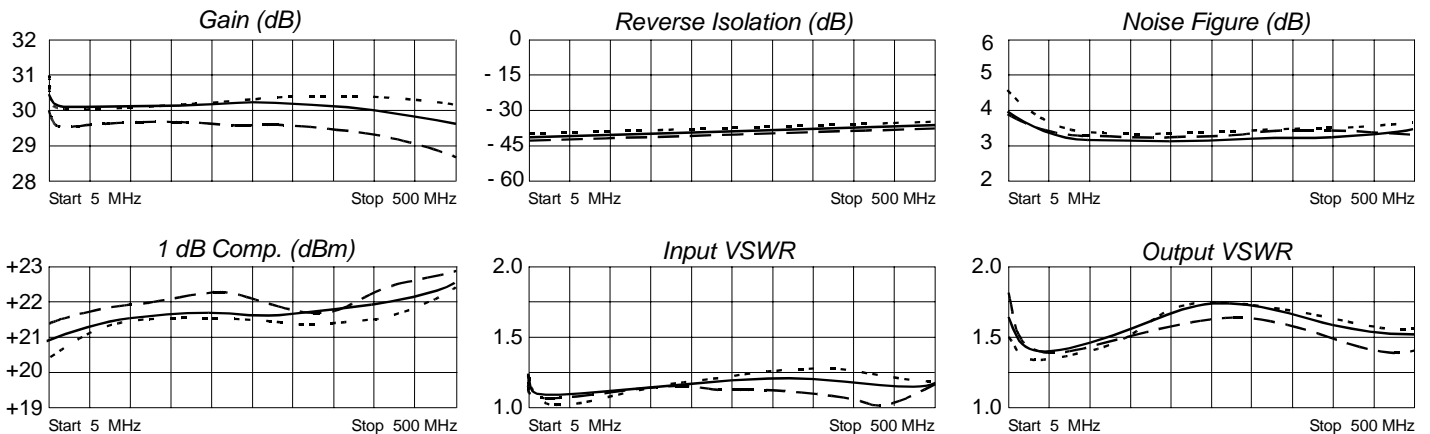 Gain (dB)
32
31
30
29
28
Start 5 MHz
Stop 500 MHz
Reverse Isolation (dB)
0
- 15
- 30
- 45
- 60
Start 5 MHz
Stop 500 MHz
Noise Figure (dB)
6
5
4
3
2
Start 5 MHz
Stop 500 MHz
1 dB Comp. (dBm)
+23
+22
+21
+20
+19
Start 5 MHz
Stop 500 MHz
Input VSWR
2.0
1.5
1.0
Start 5 MHz
Stop 500 MHz
Output VSWR
2.0
1.5
1.0
Start 5 MHz
Stop 500 MHz